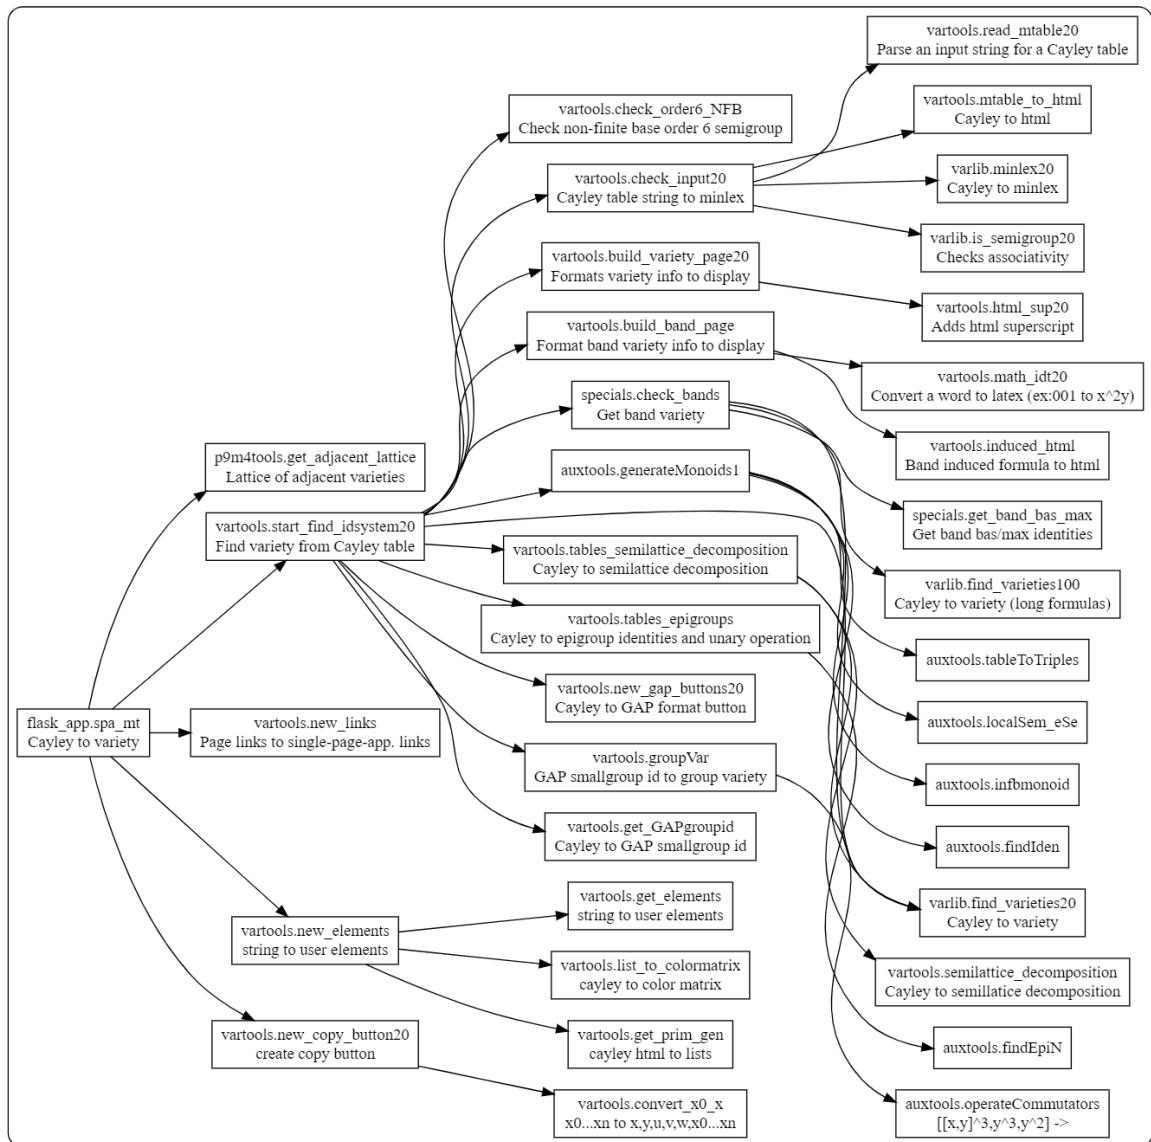 flask_app.spa_mt
Cayley to variety
p9m4tools.get_adjacent_lattice
Lattice of adjacent varieties
vartools.start_find_idsystem20
Find variety from Cayley table
vartools.new_links
Page links to single-page-app. links
vartools.new_elements
string to user elements
vartools.new_copy_button20
create copy button
vartools.check_order6_NFB
Check non-finite base order 6 semigroup
vartools.check_input20
Cayley table string to minlex
vartools.build_variety_page20
Formats variety info to display
vartools.build_band_page
Format band variety info to display
specials.check_bands
Get band variety
auxtools.generateMonoids1
vartools.tables_semilattice_decomposition
Cayley to semilattice decomposition
vartools.tables_epigroups
Cayley to epigroup identities and unary operation
vartools.new_gap_buttons20
Cayley to GAP format button
vartools.groupVar
GAP smallgroup id to group variety
vartools.get_GAPgroupid
Cayley to GAP smallgroup id
vartools.get_elements
string to user elements
vartools.list_to_colormatrix
cayley to color matrix
vartools.get_prim_gen
cayley html to lists
vartools.convert_x0_x
x0...xn to x,y,u,v,w,x0...xn
vartools.read_mtable20
Parse an input string for a Cayley table
vartools.mtable_to_html
Cayley to html
varlib.minlex20
Cayley to minlex
varlib.is_semigroup20
Checks associativity
vartools.html_sup20
Adds html superscript
vartools.math_idt20
Convert a word to latex (ex:001 to x^2y)
vartools.induced_html
Band induced formula to html
specials.get_band_bas_max
Get band bas/max identities
varlib.find_varieties100
Cayley to variety (long formulas)
auxtools.tableToTriples
auxtools.localSem_eSe
auxtools.infbmonoid
auxtools.findIden
varlib.find_varieties20
Cayley to variety
vartools.semilattice_decomposition
Cayley to semillatice decomposition
auxtools.findEpiN
auxtools.operateCommutators
[[x,y]^3,y^3,y^2] ->